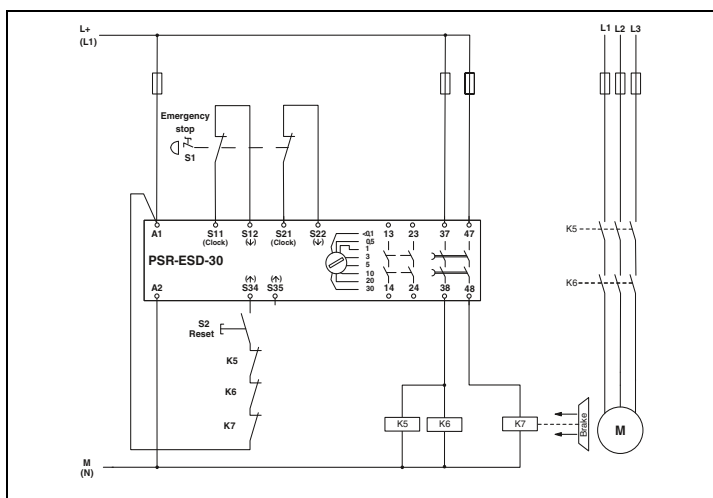 L+
(L1)
L1 L2 L3
Emergency
stop
S1
A1 S11 S12 S21 S22 13 23 37 47
(Clock) (↓) (Clock) (↓)
<0,1
0,5
1
3
5
10
20
30
PSR-ESD-30
(↑) (↑)
A2 S34 S35 14 24 38 48
K5
K6
S2
Reset
K5
K6
K7
K5 K6 K7
Brake
M
M
(N)